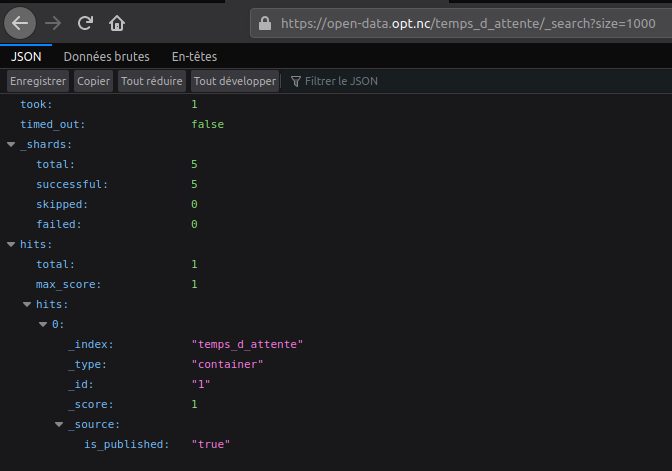 https://open-data.opt.nc/temps_d_attente/_search?size=1000
JSON Données brutes En-têtes
Enregistrer Copier Tout réduire Tout développer Filtrer le JSON
took: 1
timed_out: false
_shards:
total: 5
successful: 5
skipped: 0
failed: 0
hits:
total: 1
max_score: 1
hits:
0:
_index: "temps_d_attente"
_type: "container"
_id: "1"
_score: 1
_source:
is_published: "true"